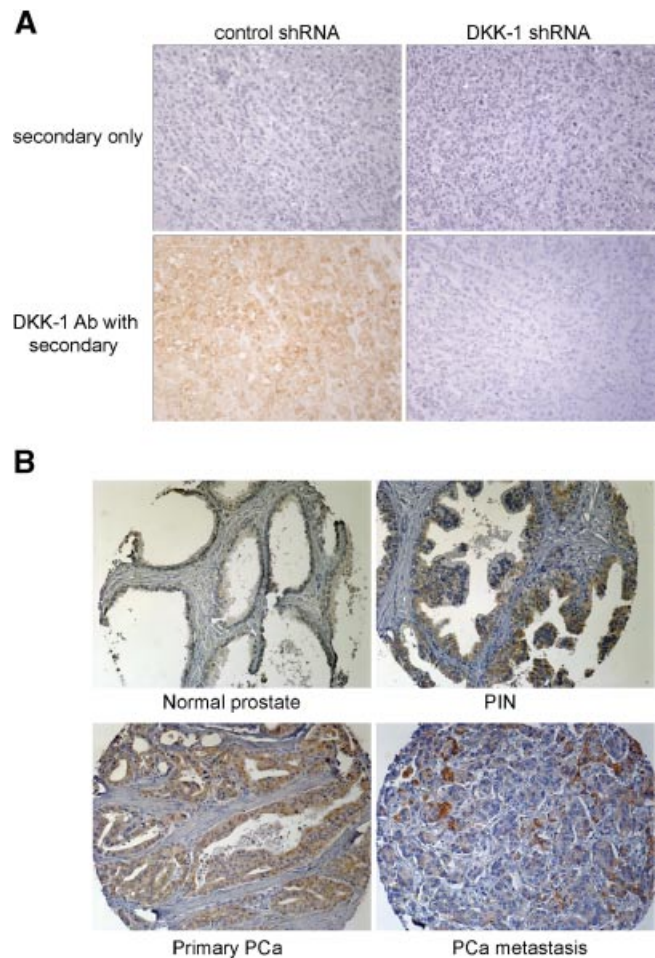 A
control shRNA
DKK-1 shRNA
secondary only
DKK-1 Ab with
secondary
B
Normal prostate
PIN
Primary PCa
PCa metastasis